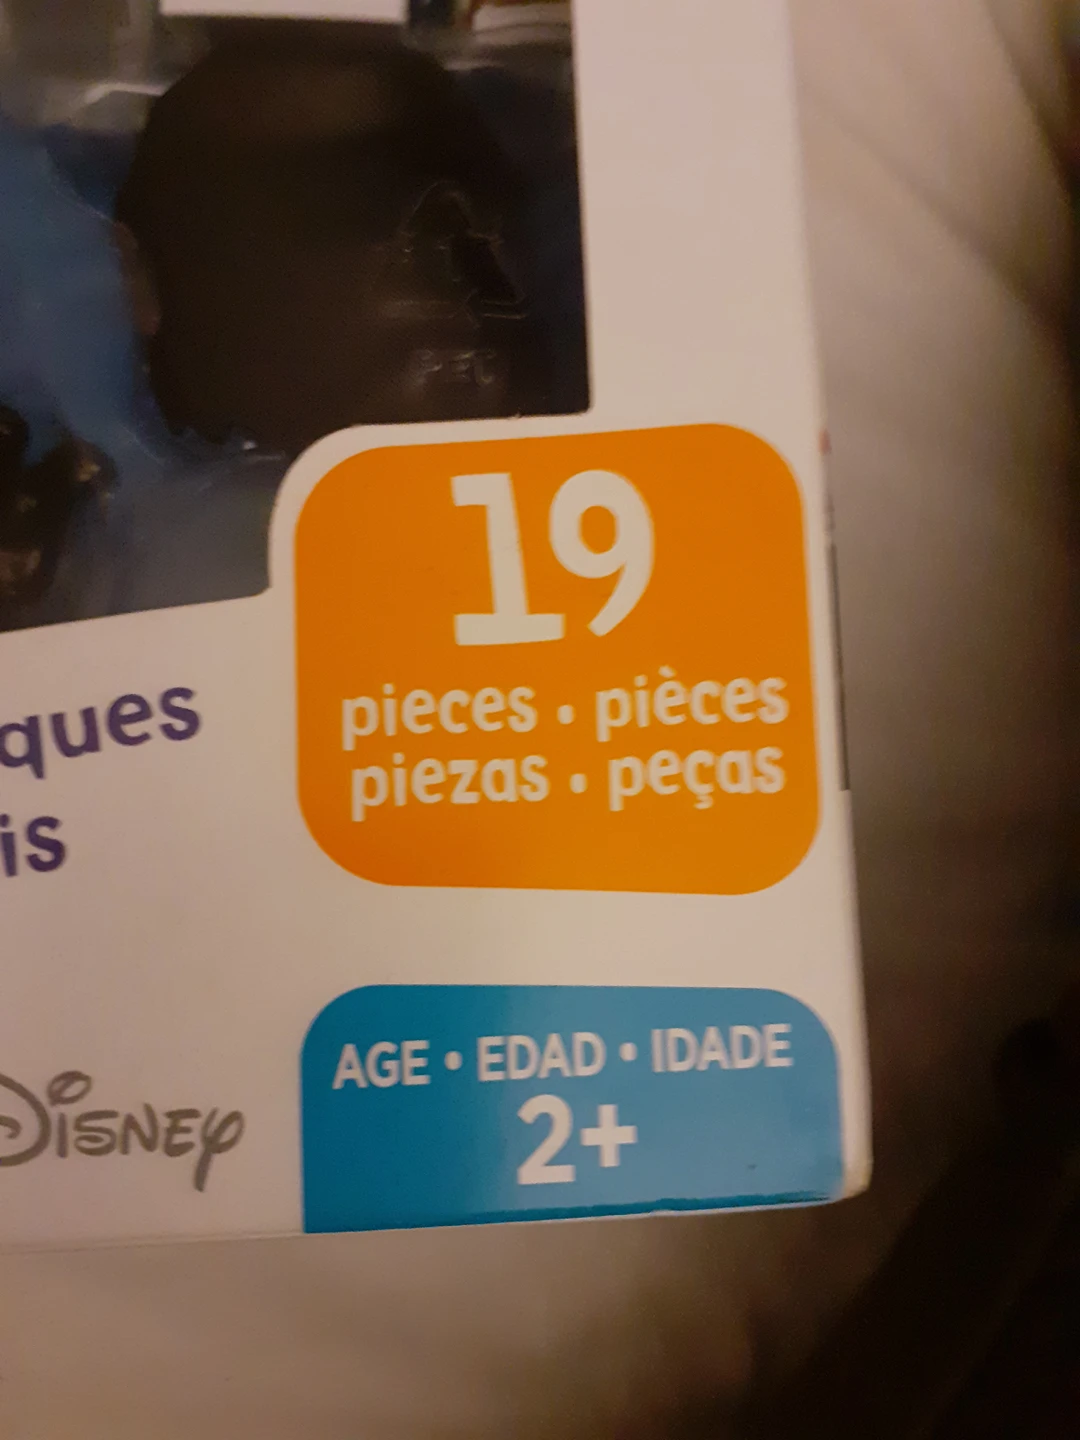 19
pieces • pièces
piezas • peças
ques
is
AGE • EDAD • IDADE
2+
Disney